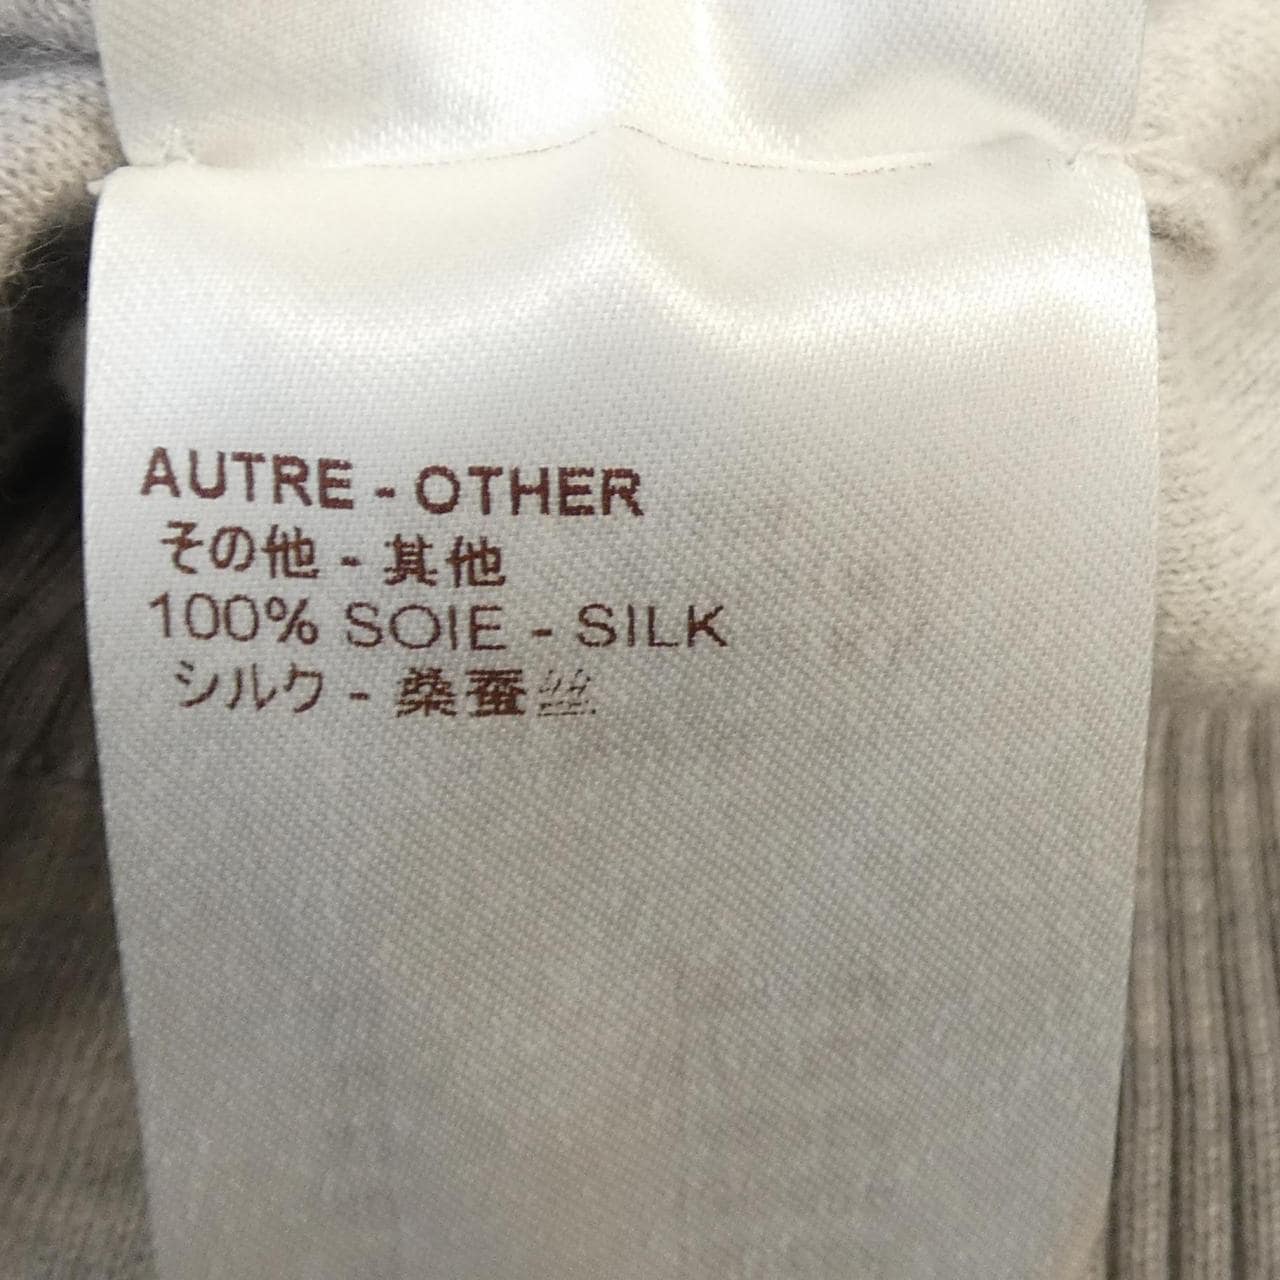 AUTRE - OTHER
その他 - 其他
100% SOIE - SILK
シルク - 桑蚕丝